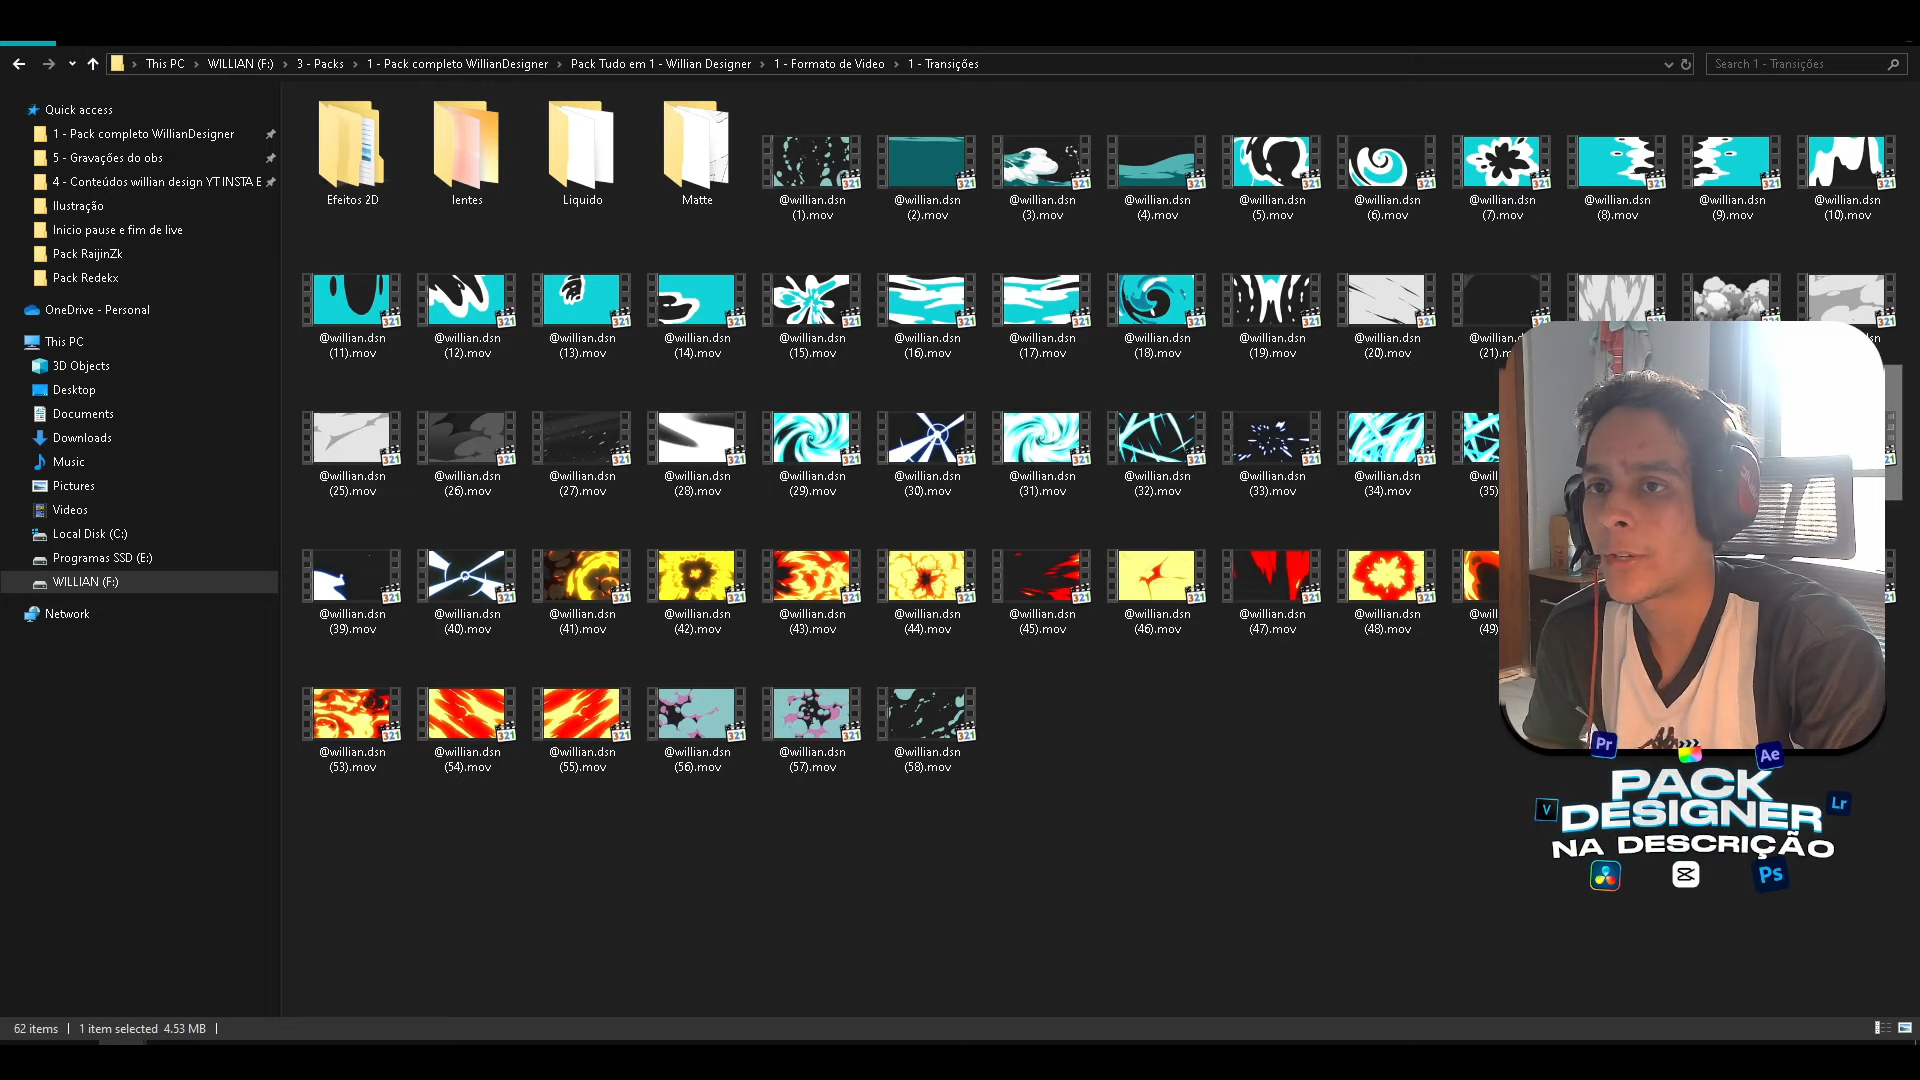 This PC > WILLIAN (F:) > 3 - Packs > 1 - Pack completo WillianDesigner > Pack Tudo em 1 - Willian Designer > 1 - Formato de Video > 1 - Transições
Search 1 - Transições
Quick access
1 - Pack completo WillianDesigner
5 - Gravações do obs
4 - Conteúdos willian design YT INSTA E
Ilustração
Inicio pause e fim de live
Pack RaijinZk
Pack Redekx
OneDrive - Personal
This PC
3D Objects
Desktop
Documents
Downloads
Music
Pictures
Videos
Local Disk (C:)
Programas SSD (E:)
WILLIAN (F:)
Network
Efeitos 2D
lentes
Liquido
Matte
@willian.dsn
(1).mov
@willian.dsn
(2).mov
@willian.dsn
(3).mov
@willian.dsn
(4).mov
@willian.dsn
(5).mov
@willian.dsn
(6).mov
@willian.dsn
(7).mov
@willian.dsn
(8).mov
@willian.dsn
(9).mov
@willian.dsn
(10).mov
@willian.dsn
(11).mov
@willian.dsn
(12).mov
@willian.dsn
(13).mov
@willian.dsn
(14).mov
@willian.dsn
(15).mov
@willian.dsn
(16).mov
@willian.dsn
(17).mov
@willian.dsn
(18).mov
@willian.dsn
(19).mov
@willian.dsn
(20).mov
(21).m
@willian.dsn
(25).mov
@willian.dsn
(26).mov
@willian.dsn
(27).mov
@willian.dsn
(28).mov
@willian.dsn
(29).mov
@willian.dsn
(30).mov
@willian.dsn
(31).mov
@willian.dsn
(32).mov
@willian.dsn
(33).mov
@willian.dsn
(34).mov
@will
(35)
@willian.dsn
(39).mov
@willian.dsn
(40).mov
@willian.dsn
(41).mov
@willian.dsn
(42).mov
@willian.dsn
(43).mov
@willian.dsn
(44).mov
@willian.dsn
(45).mov
@willian.dsn
(46).mov
@willian.dsn
(47).mov
@willian.dsn
(48).mov
@will
(49)
@willian.dsn
(53).mov
@willian.dsn
(54).mov
@willian.dsn
(55).mov
@willian.dsn
(56).mov
@willian.dsn
(57).mov
@willian.dsn
(58).mov
Pr
Ae
PACK
V
Lr
DESIGNER
NA DESCRIÇÃO
Ps
62 items
1 item selected 4.53 MB